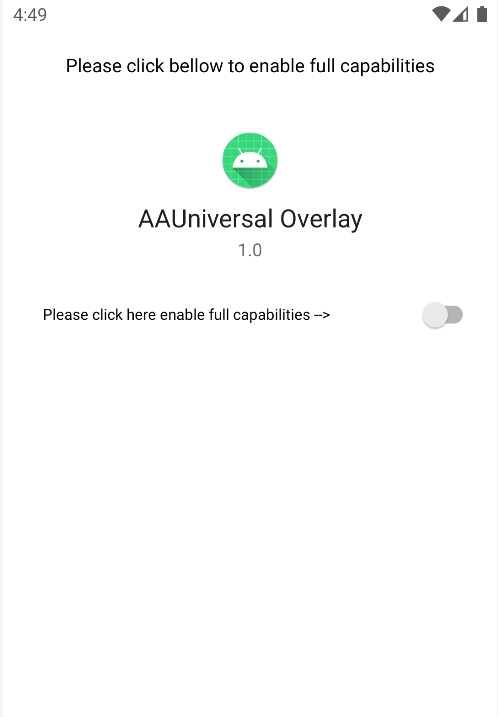 4:49
Please click bellow to enable full capabilities
AAUniversal Overlay
1.0
Please click here enable full capabilities -->